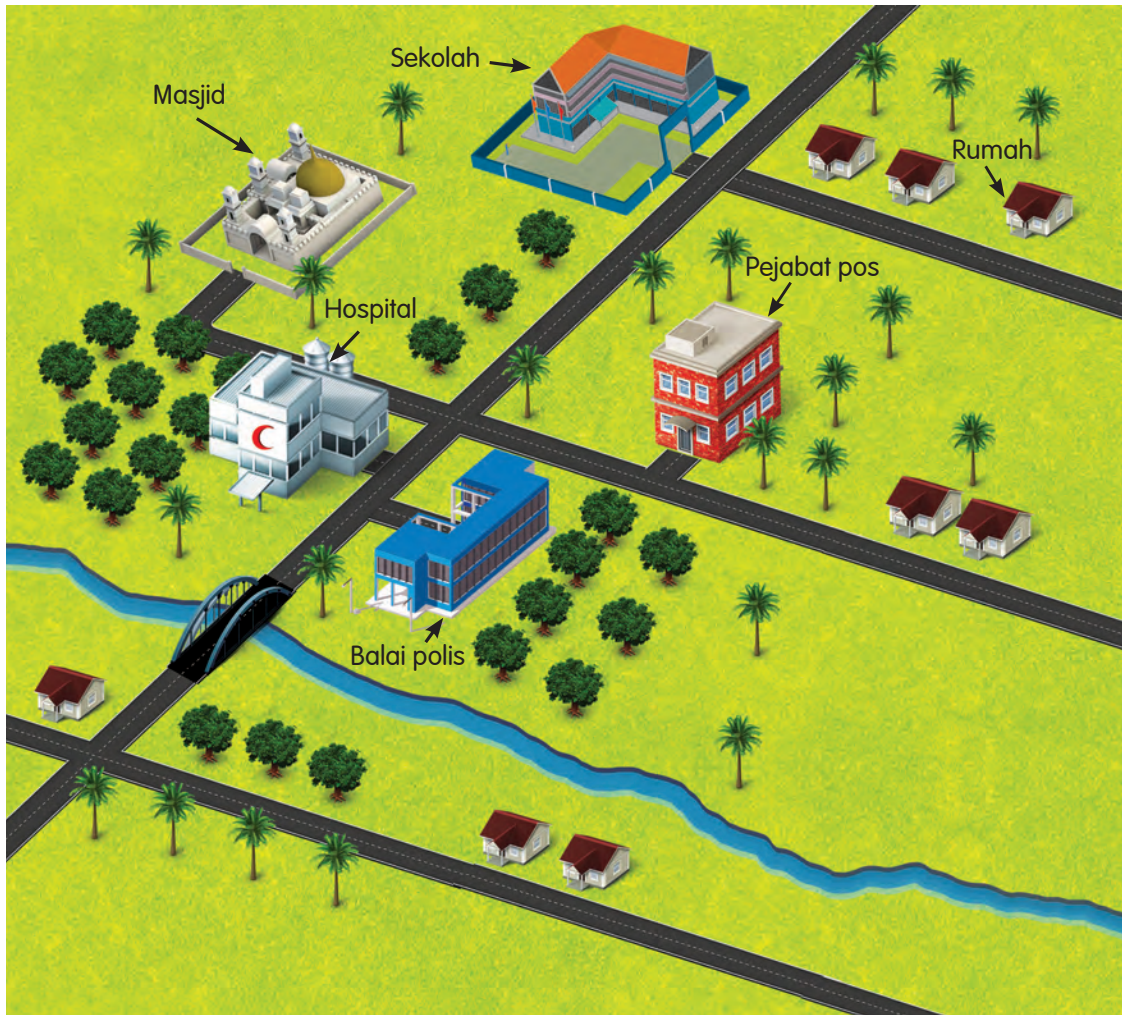 Sekolah
Masjid
Rumah
Pejabat pos
Hospital
Balai polis